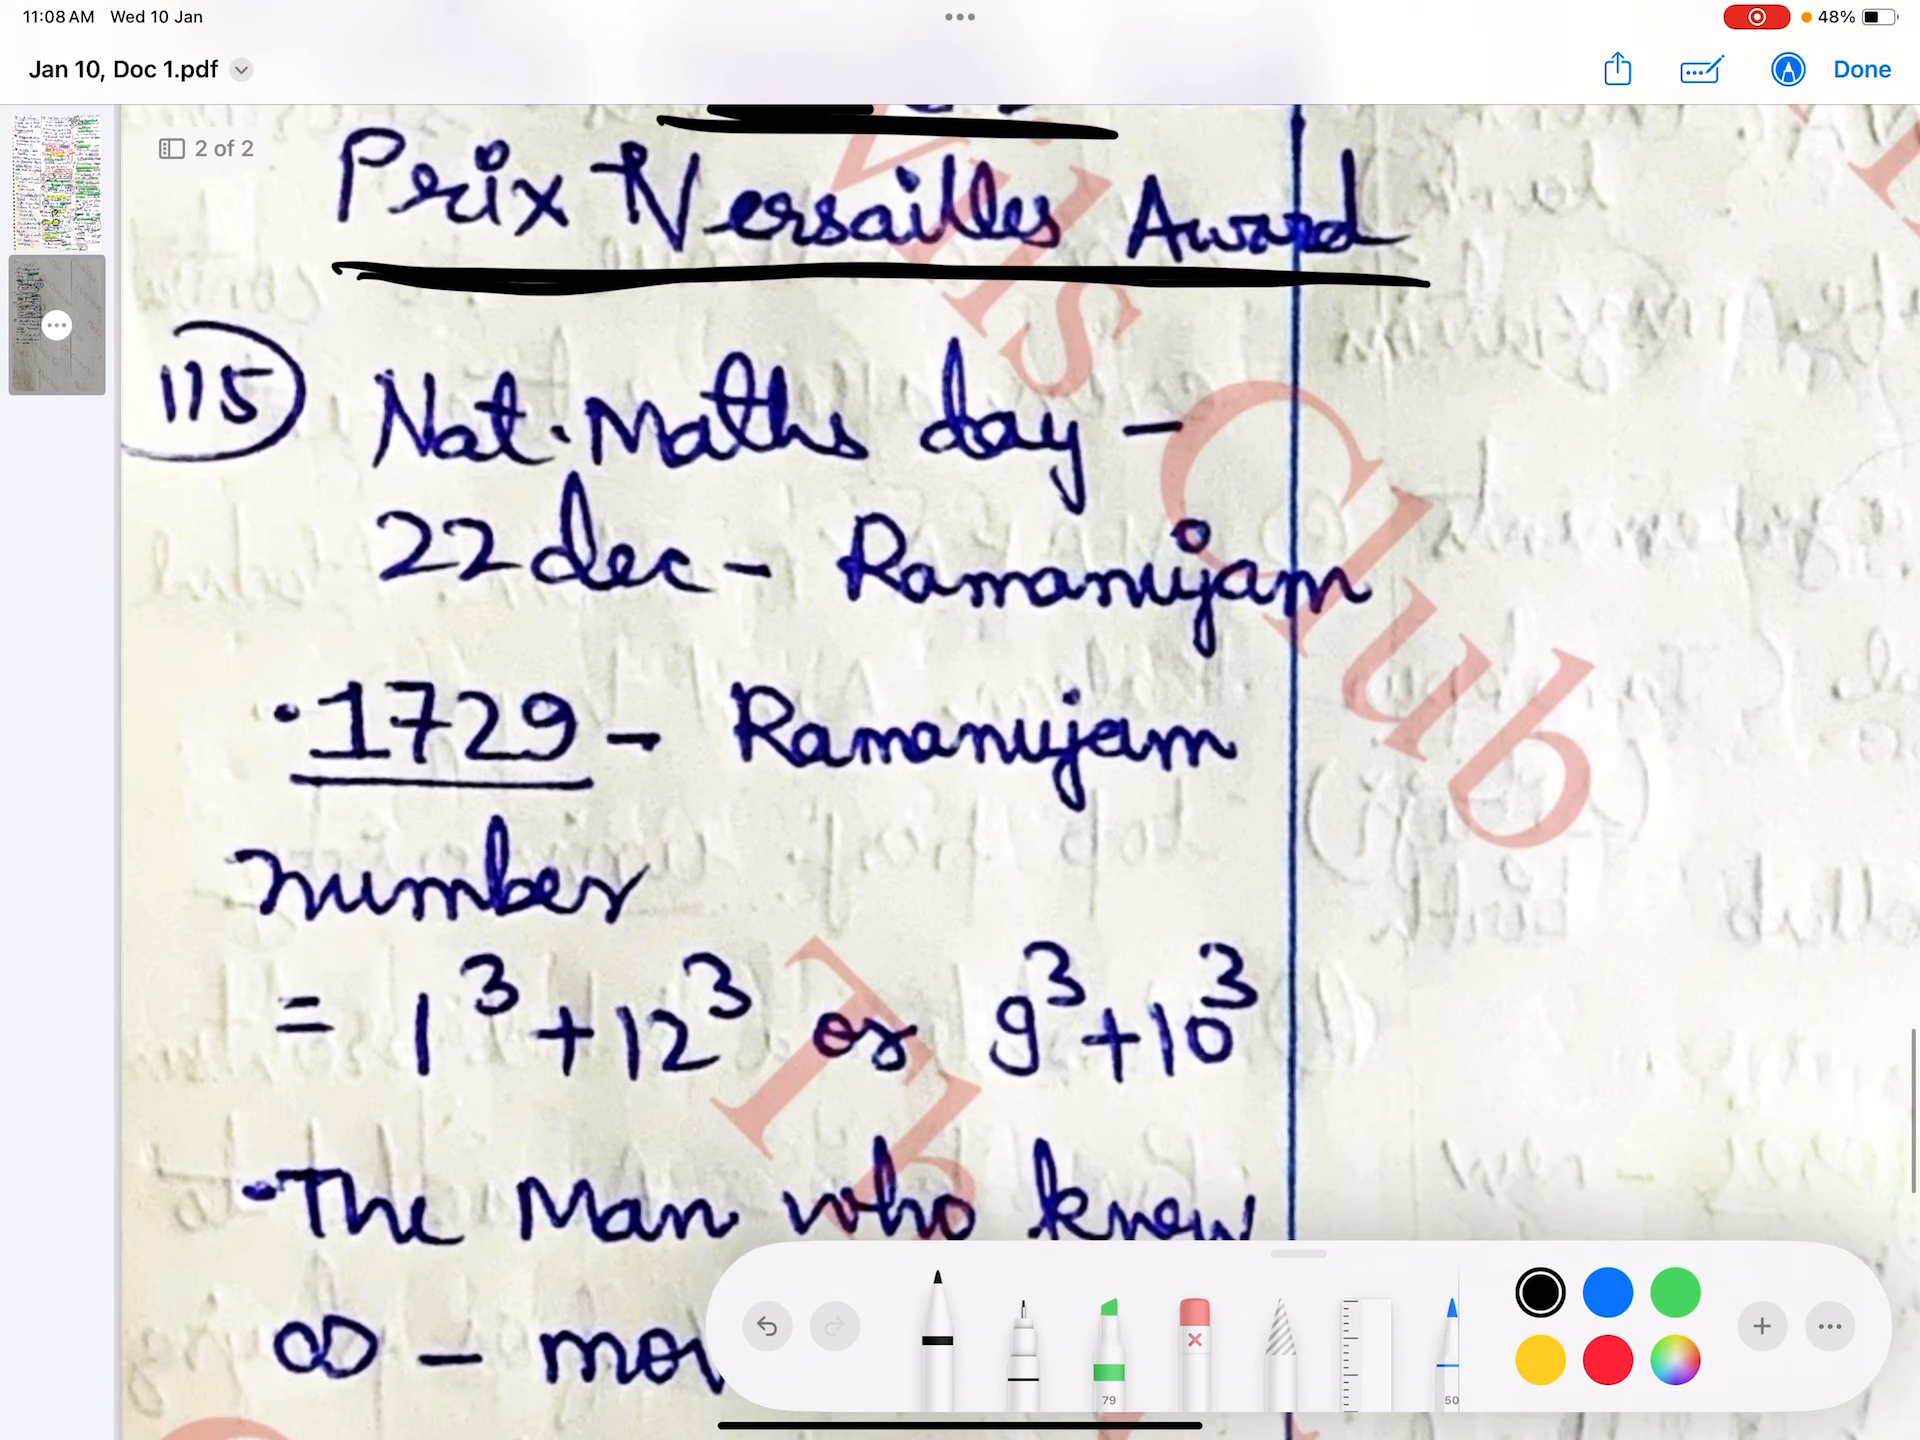 11:08 AM Wed 10 Jan
48%
Jan 10, Doc 1.pdf
Done
2 of 2
Prix Versailles Award
115 Nat. Maths day -
22 dec - Ramanujam
• 1729 - Ramanujam
number
= 1³ + 12³ or 9³ + 10³
• The Man who knew
∞ - mov
Club
79
50